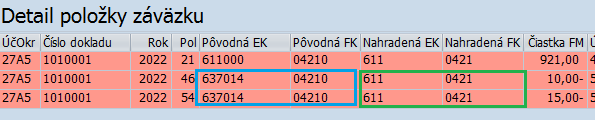 Detail položky záväzku
ÚčOkr Číslo dokladu Rok Pol Pôvodná EK Pôvodná FK Nahradená EK Nahradená FK Čiastka FM
27A5 1010001 2022 21 611000 04210 611 0421 921,00
27A5 1010001 2022 46 637014 04210 611 0421 10,00-
27A5 1010001 2022 54 637014 04210 611 0421 15,00-